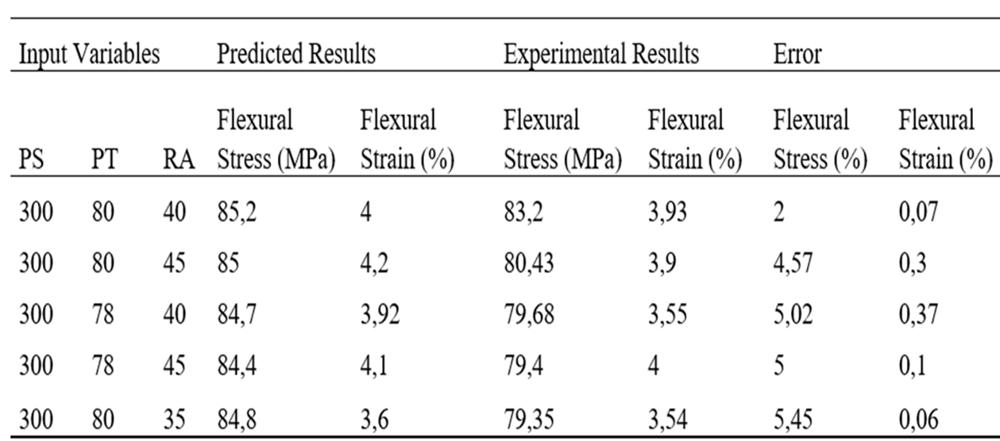 Input Variables Predicted Results Experimental Results Error
Flexural Flexural Flexural Flexural Flexural Flexural
PS PT RA Stress (MPa) Strain (%) Stress (MPa) Strain (%) Stress (%) Strain (%)
300 80 40 85,2 4 83,2 3,93 2 0,07
300 80 45 85 4,2 80,43 3,9 4,57 0,3
300 78 40 84,7 3,92 79,68 3,55 5,02 0,37
300 78 45 84,4 4,1 79,4 4 5 0,1
300 80 35 84,8 3,6 79,35 3,54 5,45 0,06